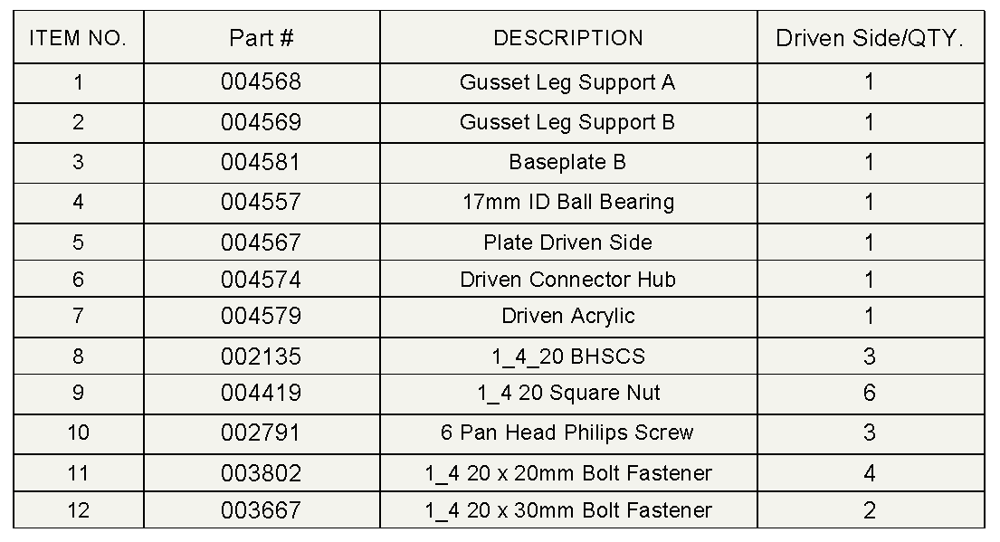 ITEM NO. Part # DESCRIPTION Driven Side/QTY.
1 004568 Gusset Leg Support A 1
2 004569 Gusset Leg Support B 1
3 004581 Baseplate B 1
4 004557 17mm ID Ball Bearing 1
5 004567 Plate Driven Side 1
6 004574 Driven Connector Hub 1
7 004579 Driven Acrylic 1
8 002135 1_4_20 BHSCS 3
9 004419 1_4 20 Square Nut 6
10 002791 6 Pan Head Philips Screw 3
11 003802 1_4 20 x 20mm Bolt Fastener 4
12 003667 1_4 20 x 30mm Bolt Fastener 2